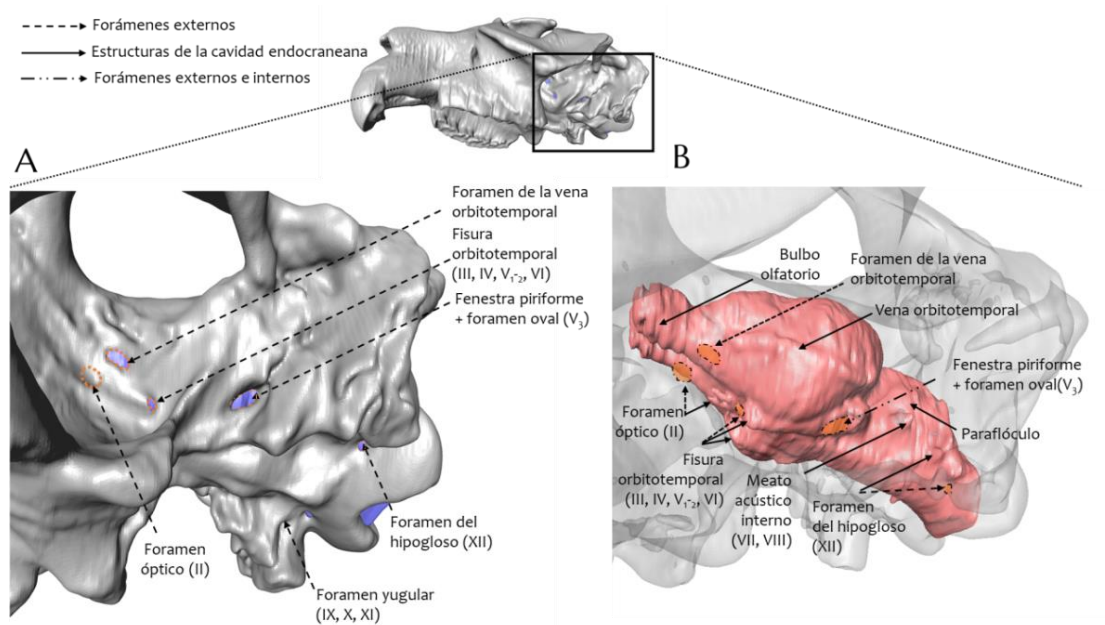 Forámenes externos
Estructuras de la cavidad endocraneana
Forámenes externos e internos
A
Foramen de la vena
orbitotemporal
Fisura
orbitotemporal
(III, IV, V₁-₂, VI)
Fenestra piriforme
+ foramen oval (V₃)
Foramen
óptico (II)
Foramen del
hipogloso (XII)
Foramen yugular
(IX, X, XI)
B
Bulbo
olfatorio
Foramen de la vena
orbitotemporal
Vena orbitotemporal
Fenestra piriforme
+ foramen oval(V₃)
Paraflóculo
Foramen
óptico (II)
Fisura
orbitotemporal
(III, IV, V₁-₂, VI)
Meato
acústico
interno
(VII, VIII)
Foramen
del hipogloso
(XII)